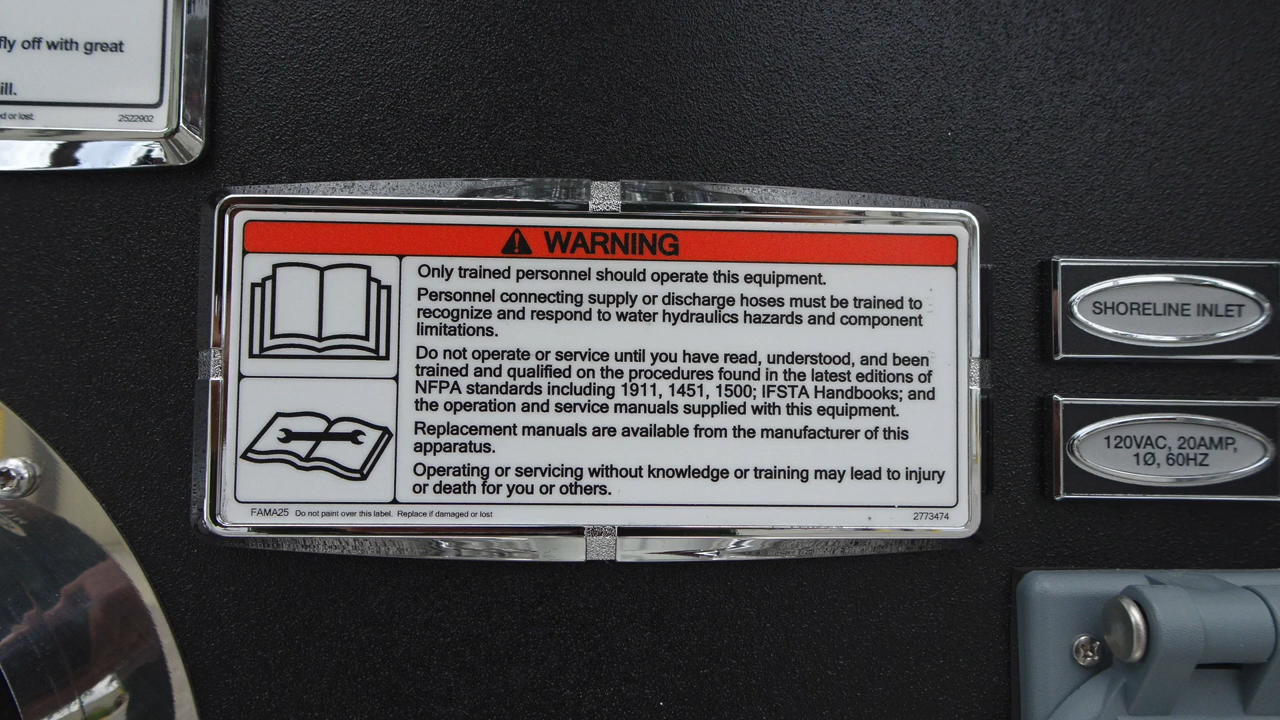 fly off with great
ill.
d or lost.
2522902
WARNING
Only trained personnel should operate this equipment.
Personnel connecting supply or discharge hoses must be trained to
recognize and respond to water hydraulics hazards and component
limitations.
Do not operate or service until you have read, understood, and been
trained and qualified on the procedures found in the latest editions of
NFPA standards including 1911, 1451, 1500; IFSTA Handbooks; and
the operation and service manuals supplied with this equipment.
Replacement manuals are available from the manufacturer of this
apparatus.
Operating or servicing without knowledge or training may lead to injury
or death for you or others.
FAMA25 Do not paint over this label. Replace if damaged or lost
2773474
SHORELINE INLET
120VAC, 20AMP,
1Ø, 60HZ